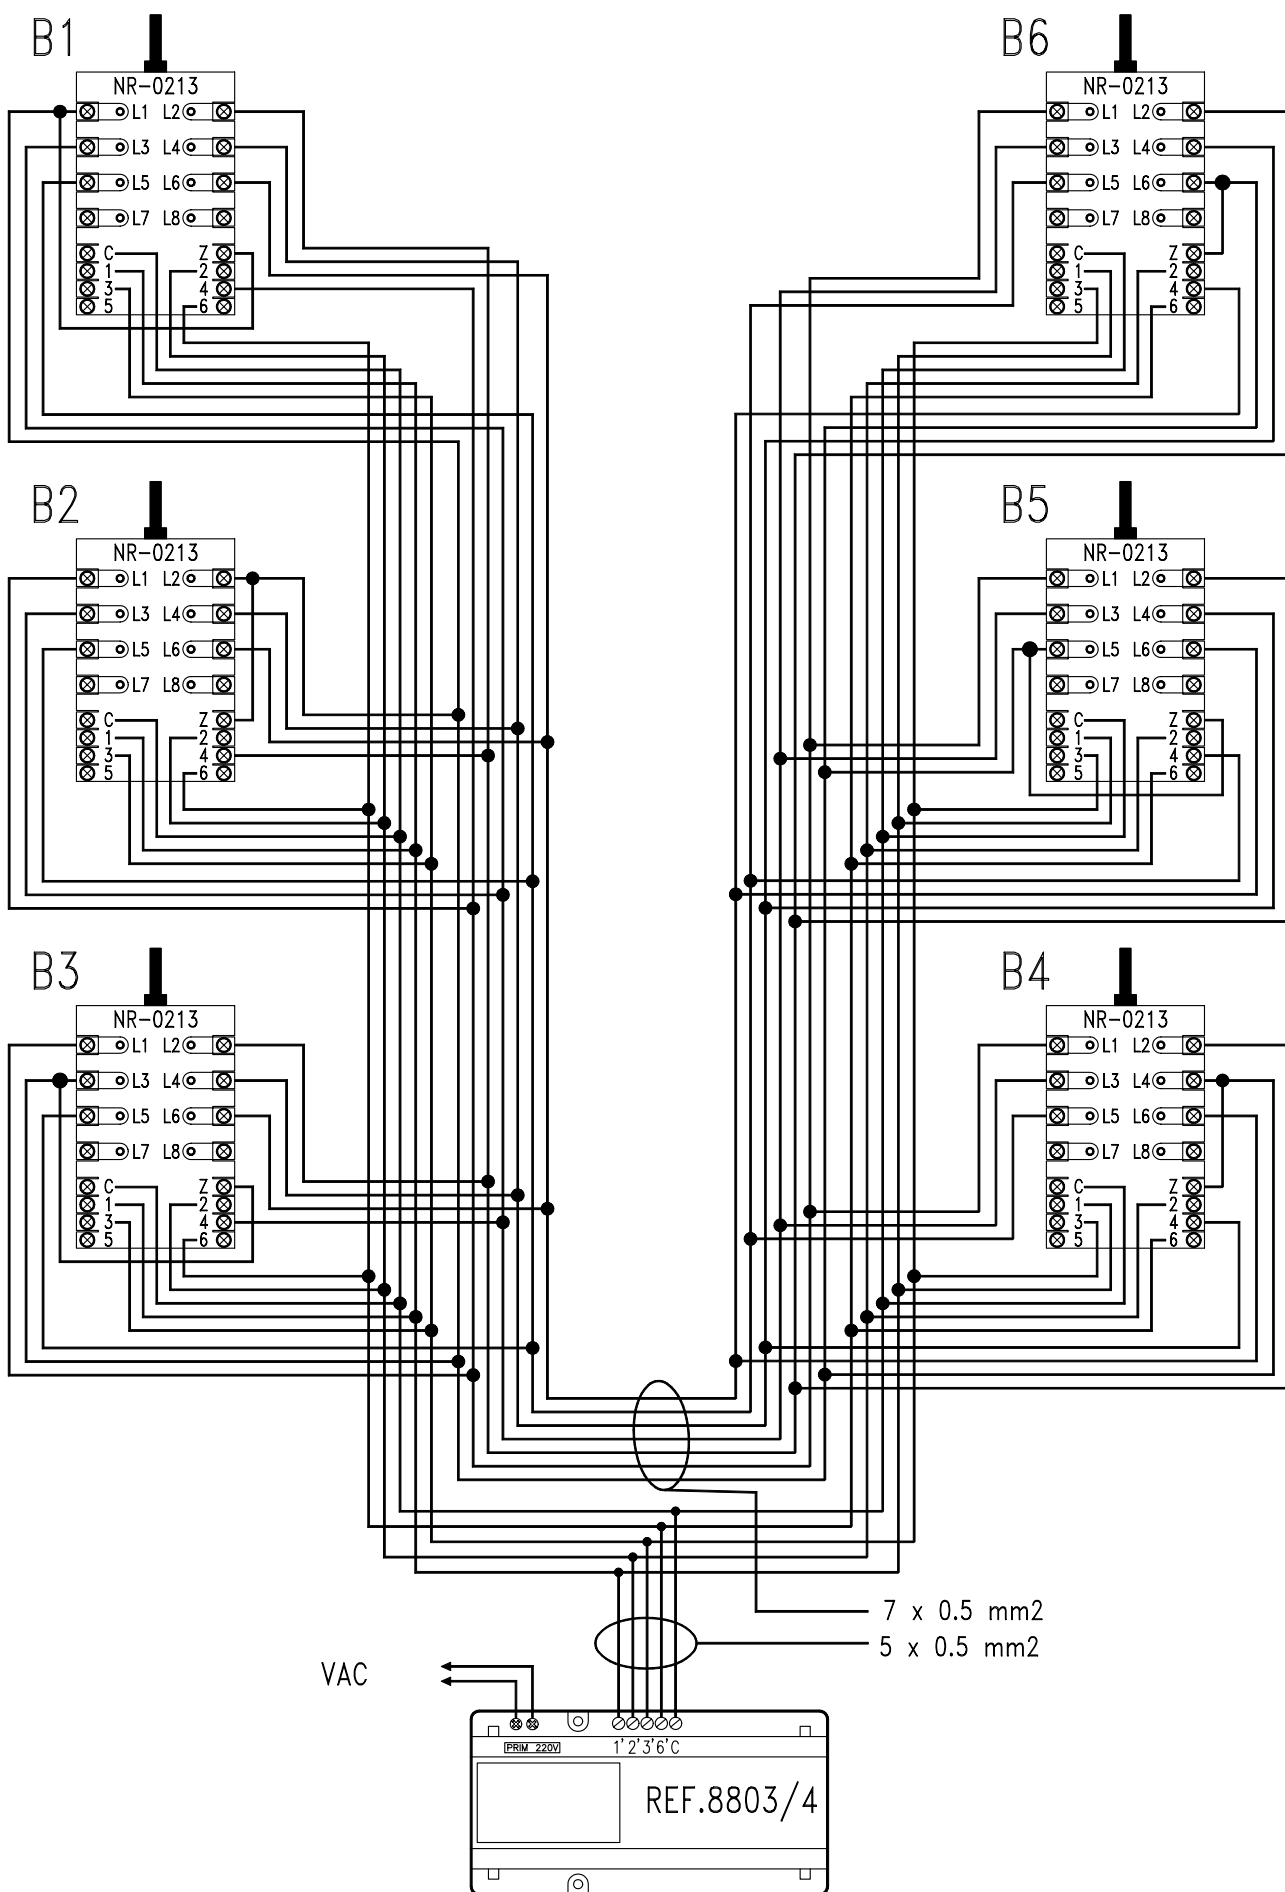 B1
NR-0213
L1 L2
L3 L4
L5 L6
L7 L8
C Z
1 2
3 4
5 6
B6
NR-0213
L1 L2
L3 L4
L5 L6
L7 L8
C Z
1 2
3 4
5 6
B2
NR-0213
L1 L2
L3 L4
L5 L6
L7 L8
C Z
1 2
3 4
5 6
B5
NR-0213
L1 L2
L3 L4
L5 L6
L7 L8
C Z
1 2
3 4
5 6
B3
NR-0213
L1 L2
L3 L4
L5 L6
L7 L8
C Z
1 2
3 4
5 6
B4
NR-0213
L1 L2
L3 L4
L5 L6
L7 L8
C Z
1 2
3 4
5 6
7 x 0.5 mm2
5 x 0.5 mm2
VAC
PRIM 220V
1'2'3'6'C
REF.8803/4